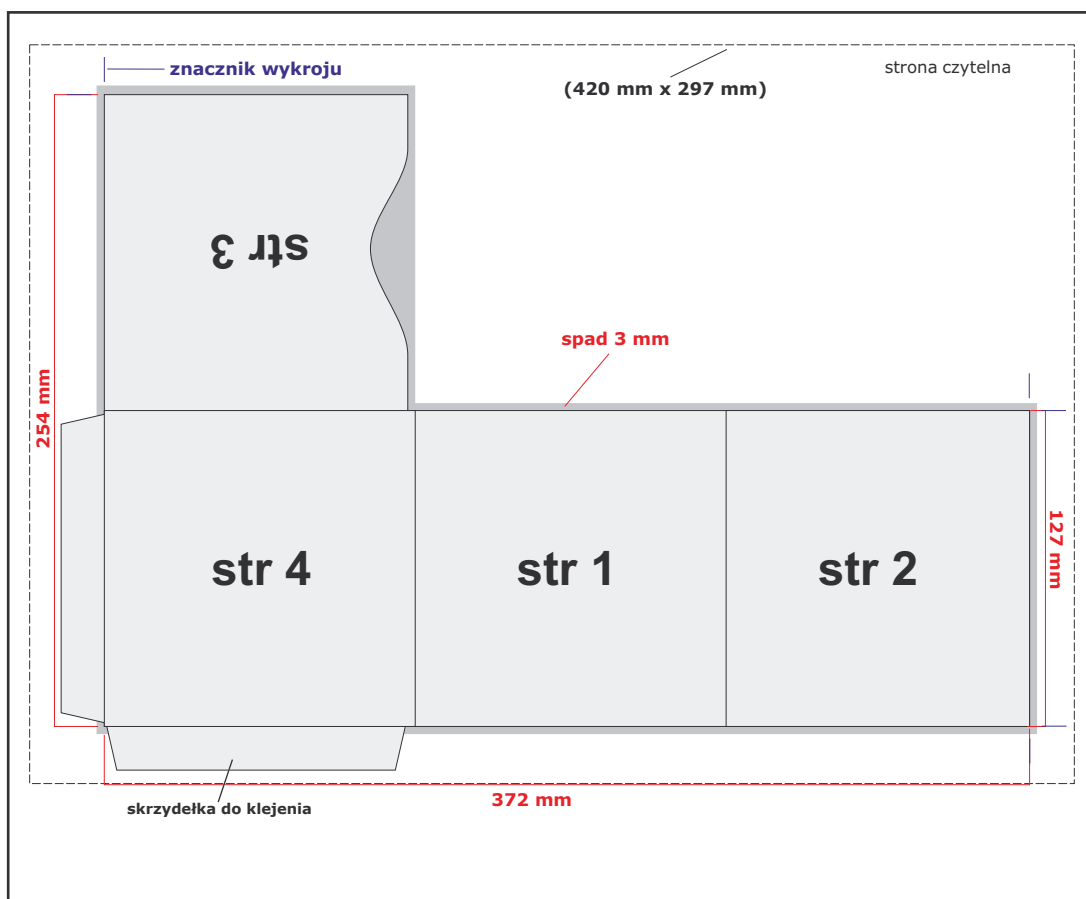 znacznik wykroju
strona czytelna
(420 mm x 297 mm)
str 3
spad 3 mm
254 mm
127 mm
str 4
str 1
str 2
372 mm
skrzydełka do klejenia